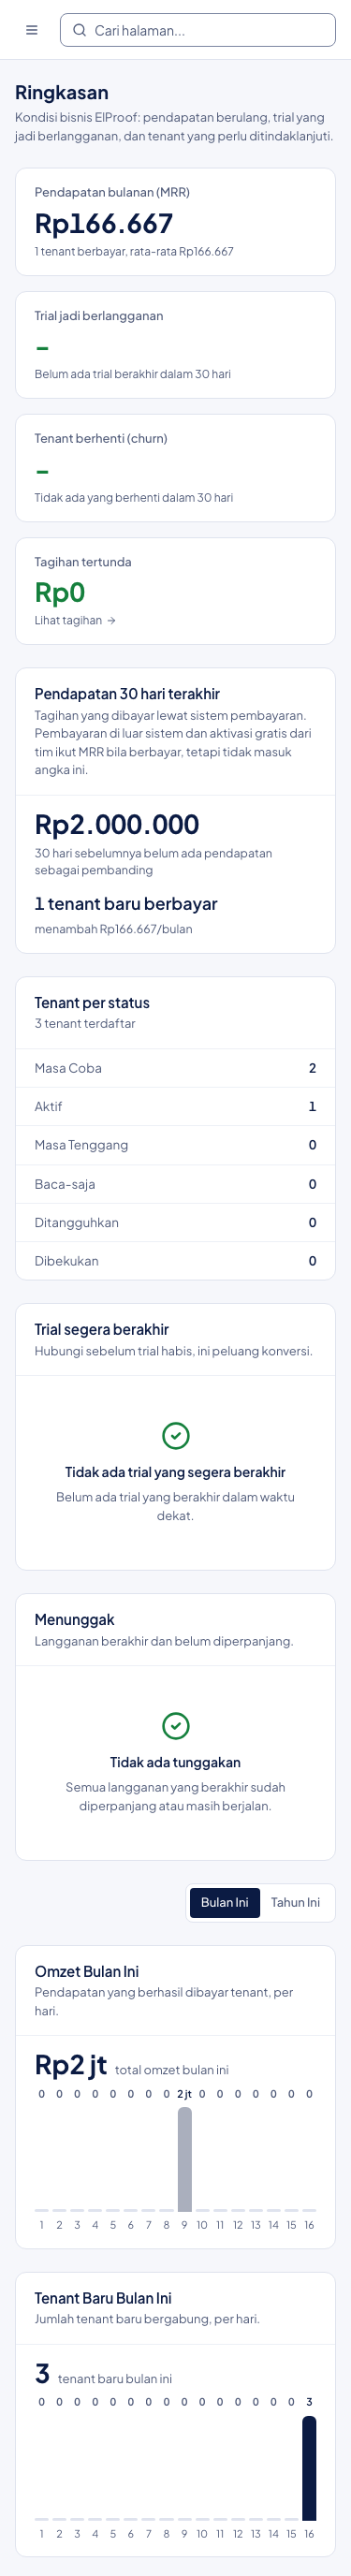 Cari halaman...
Ringkasan
Kondisi bisnis ElProof: pendapatan berulang, trial yang
jadi berlangganan, dan tenant yang perlu ditindaklanjuti.
Pendapatan bulanan (MRR)
Rp166.667
1 tenant berbayar, rata-rata Rp166.667
Trial jadi berlangganan
–
Belum ada trial berakhir dalam 30 hari
Tenant berhenti (churn)
–
Tidak ada yang berhenti dalam 30 hari
Tagihan tertunda
Rp0
Lihat tagihan →
Pendapatan 30 hari terakhir
Tagihan yang dibayar lewat sistem pembayaran.
Pembayaran di luar sistem dan aktivasi gratis dari
tim ikut MRR bila berbayar, tetapi tidak masuk
angka ini.
Rp2.000.000
30 hari sebelumnya belum ada pendapatan
sebagai pembanding
1 tenant baru berbayar
menambah Rp166.667/bulan
Tenant per status
3 tenant terdaftar
Masa Coba 2
Aktif 1
Masa Tenggang 0
Baca-saja 0
Ditangguhkan 0
Dibekukan 0
Trial segera berakhir
Hubungi sebelum trial habis, ini peluang konversi.
Tidak ada trial yang segera berakhir
Belum ada trial yang berakhir dalam waktu
dekat.
Menunggak
Langganan berakhir dan belum diperpanjang.
Tidak ada tunggakan
Semua langganan yang berakhir sudah
diperpanjang atau masih berjalan.
Bulan Ini Tahun Ini
Omzet Bulan Ini
Pendapatan yang berhasil dibayar tenant, per
hari.
Rp2 jt total omzet bulan ini
0 0 0 0 0 0 0 0 2 jt 0 0 0 0 0 0 0
1 2 3 4 5 6 7 8 9 10 11 12 13 14 15 16
Tenant Baru Bulan Ini
Jumlah tenant baru bergabung, per hari.
3 tenant baru bulan ini
0 0 0 0 0 0 0 0 0 0 0 0 0 0 0 3
1 2 3 4 5 6 7 8 9 10 11 12 13 14 15 16